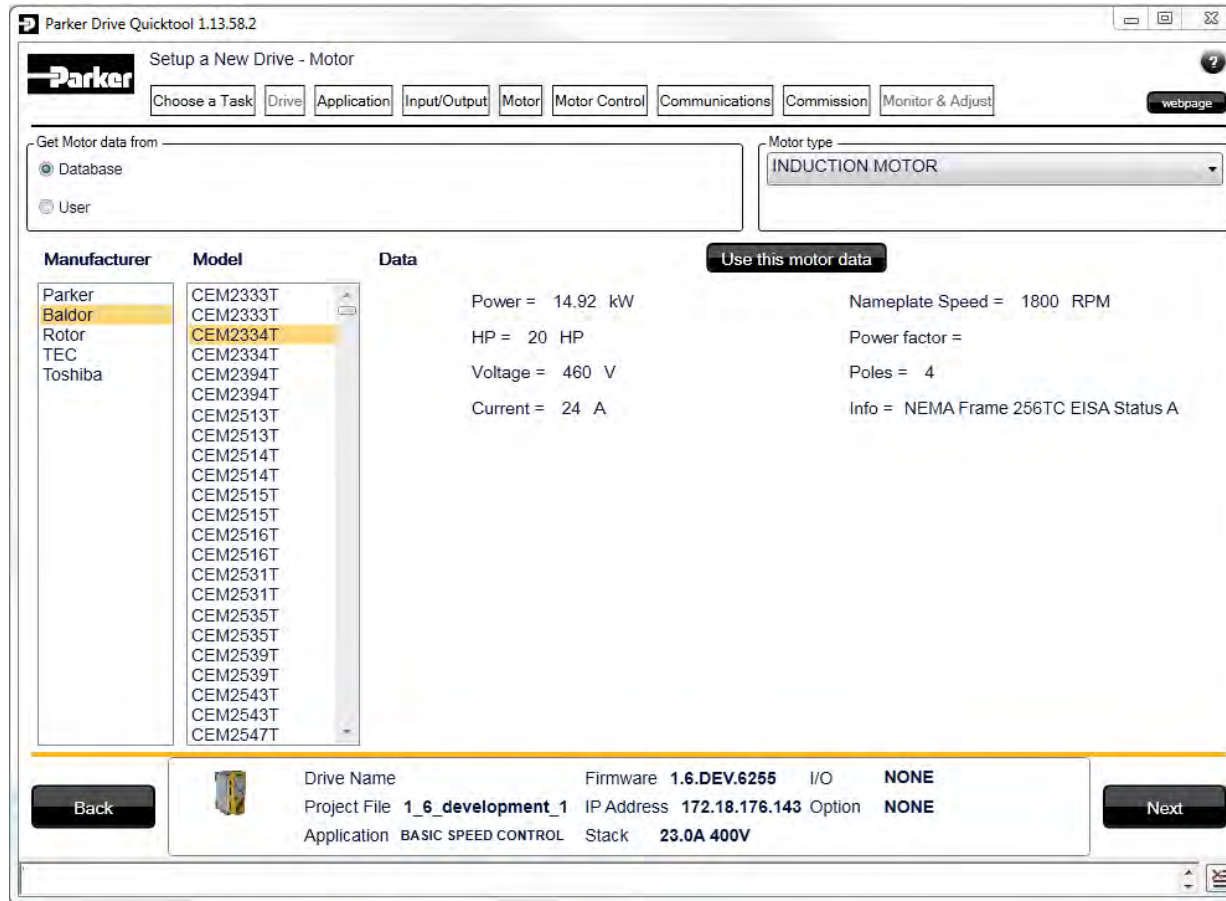 Parker Drive Quicktool 1.13.58.2
Parker
Setup a New Drive - Motor
?
Choose a Task Drive Application Input/Output Motor Motor Control Communications Commission Monitor & Adjust
webpage
Get Motor data from
Database
User
Motor type
INDUCTION MOTOR
Manufacturer Model Data
Use this motor data
Parker
Baldor
Rotor
TEC
Toshiba
CEM2333T
CEM2333T
CEM2334T
CEM2334T
CEM2394T
CEM2394T
CEM2513T
CEM2513T
CEM2514T
CEM2514T
CEM2515T
CEM2515T
CEM2516T
CEM2516T
CEM2531T
CEM2531T
CEM2535T
CEM2535T
CEM2539T
CEM2539T
CEM2543T
CEM2543T
CEM2547T
Power = 14.92 kW
HP = 20 HP
Voltage = 460 V
Current = 24 A
Nameplate Speed = 1800 RPM
Power factor =
Poles = 4
Info = NEMA Frame 256TC EISA Status A
Back
Drive Name
Project File 1_6_development_1
Application BASIC SPEED CONTROL
Firmware 1.6.DEV.6255
IP Address 172.18.176.143
Stack 23.0A 400V
I/O NONE
Option NONE
Next